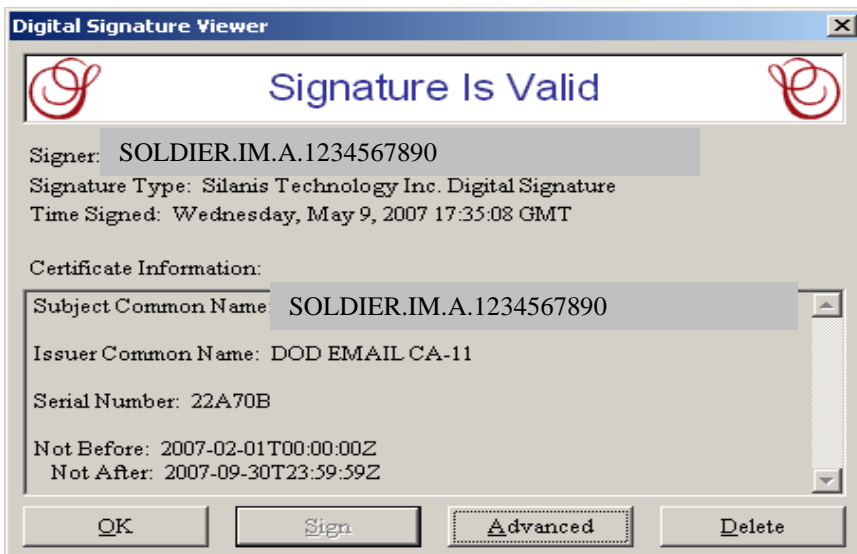 Digital Signature Viewer
Signature Is Valid
Signer: SOLDIER.IM.A.1234567890
Signature Type: Silanis Technology Inc. Digital Signature
Time Signed: Wednesday, May 9, 2007 17:35:08 GMT
Certificate Information:
Subject Common Name: SOLDIER.IM.A.1234567890
Issuer Common Name: DOD EMAIL CA-11
Serial Number: 22A70B
Not Before: 2007-02-01T00:00:00Z
Not After: 2007-09-30T23:59:59Z
OK Sign Advanced Delete